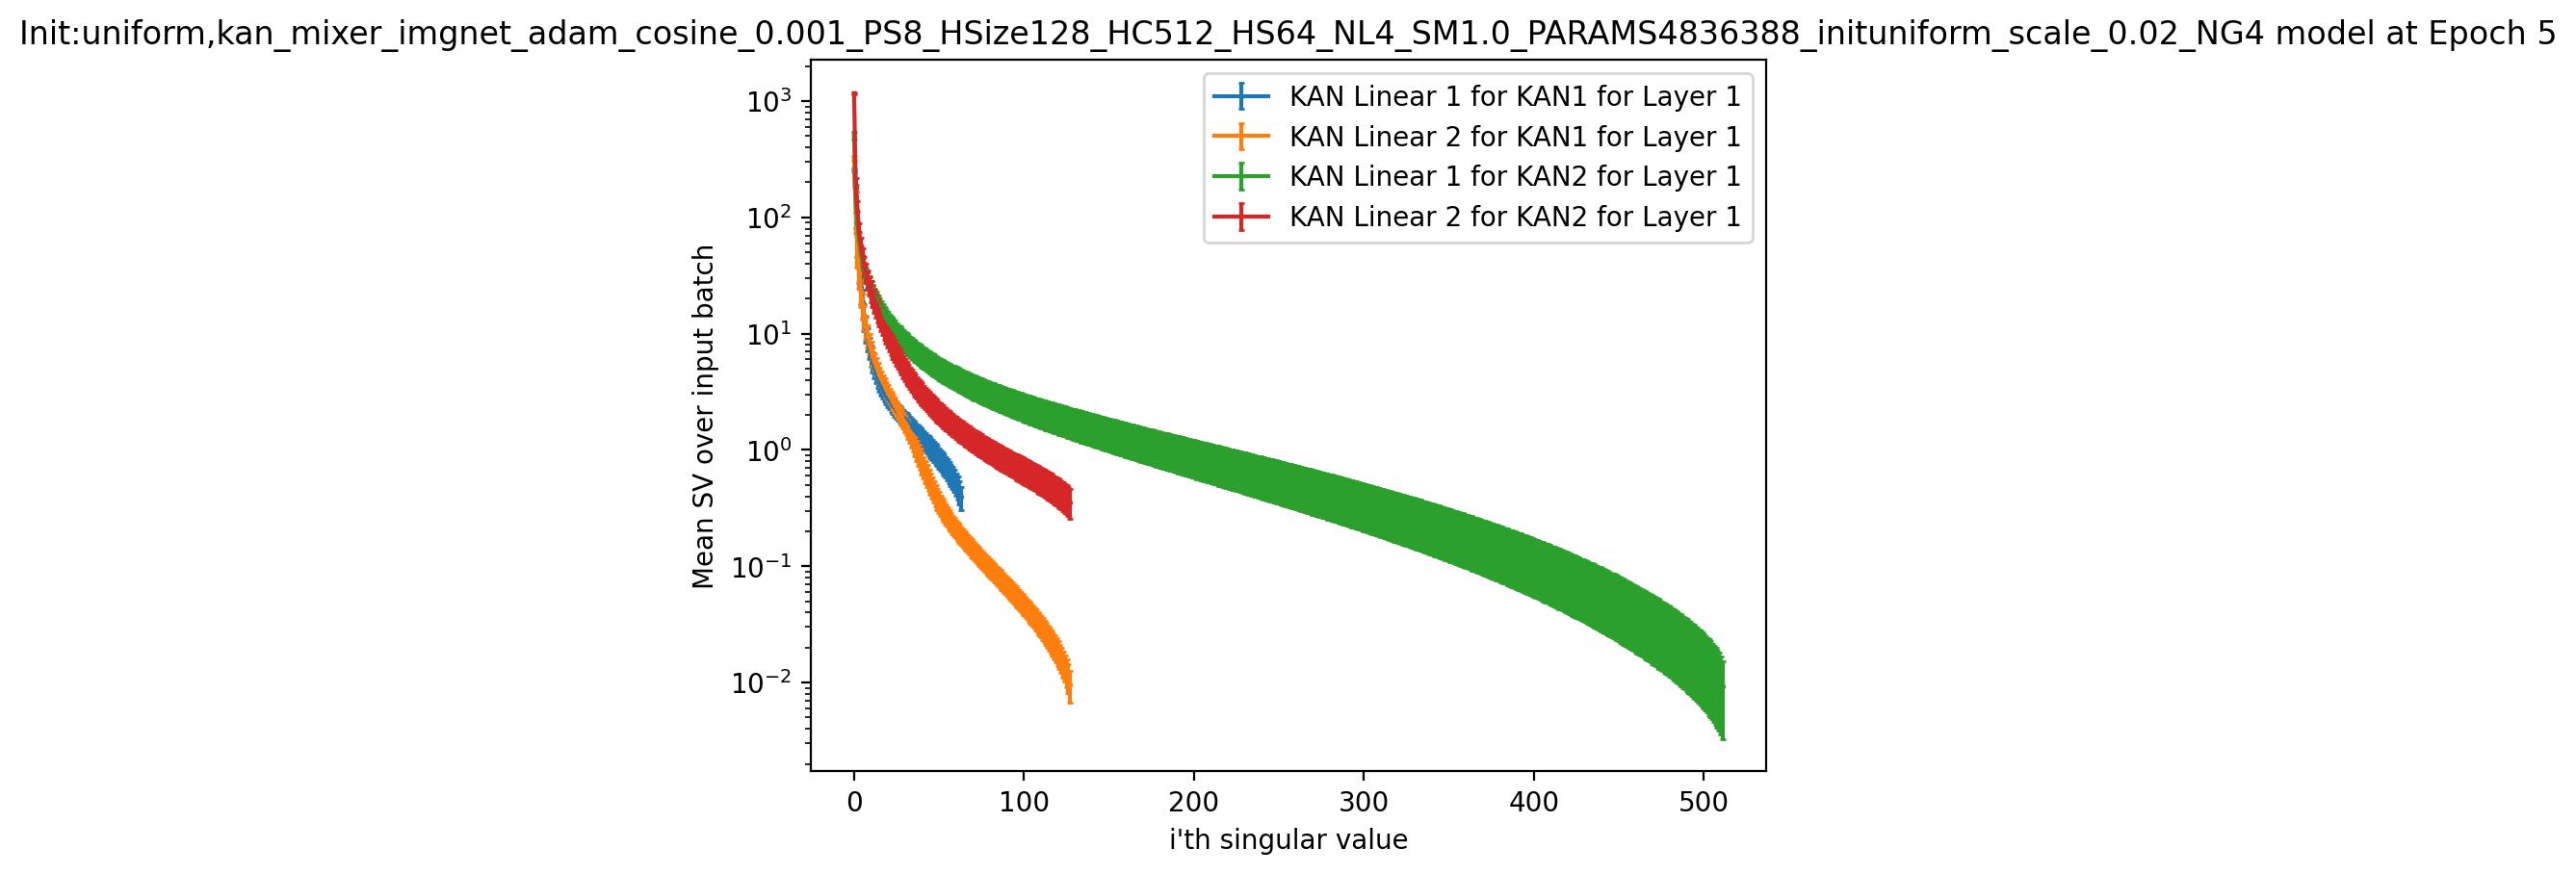 Init:uniform,kan_mixer_imgnet_adam_cosine_0.001_PS8_HSize128_HC512_HS64_NL4_SM1.0_PARAMS4836388_inituniform_scale_0.02_NG4 model at Epoch 5
KAN Linear 1 for KAN1 for Layer 1
KAN Linear 2 for KAN1 for Layer 1
KAN Linear 1 for KAN2 for Layer 1
KAN Linear 2 for KAN2 for Layer 1
Mean SV over input batch
10³
10²
10¹
10⁰
10⁻¹
10⁻²
0 100 200 300 400 500
i'th singular value